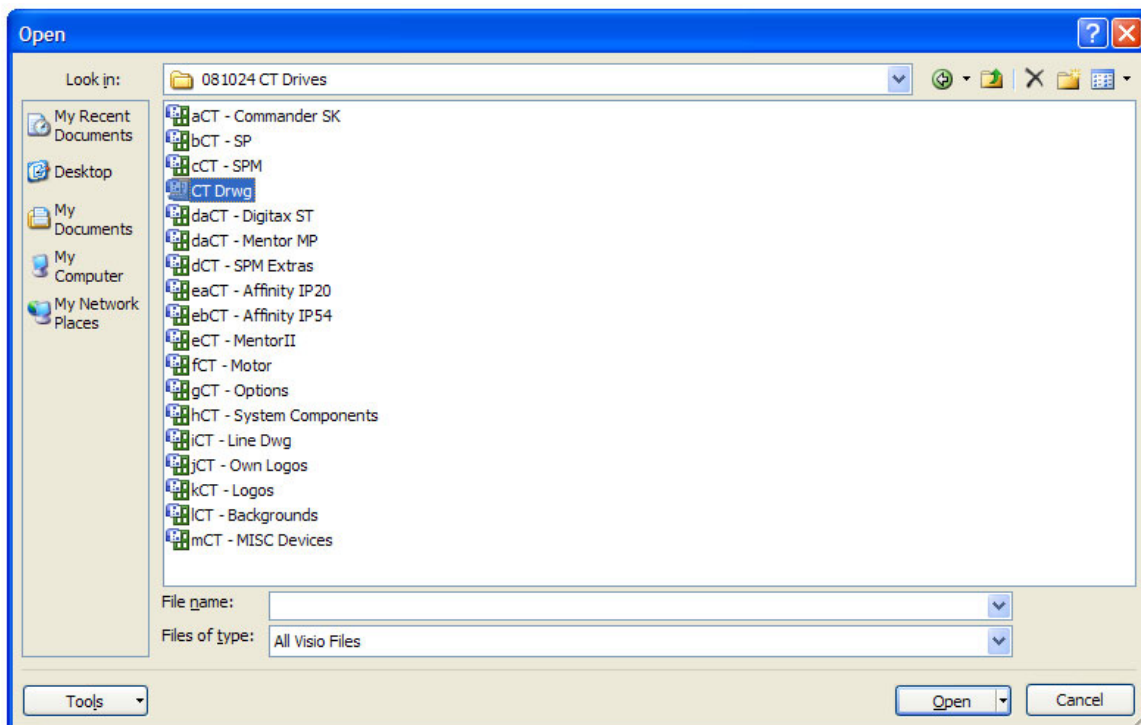 Open
Look in:
081024 CT Drives
My Recent
Documents
Desktop
My
Documents
My
Computer
My Network
Places
aCT - Commander SK
bCT - SP
cCT - SPM
CT Drwg
daCT - Digitax ST
daCT - Mentor MP
dCT - SPM Extras
eaCT - Affinity IP20
ebCT - Affinity IP54
eCT - MentorII
fCT - Motor
gCT - Options
hCT - System Components
iCT - Line Dwg
jCT - Own Logos
kCT - Logos
lCT - Backgrounds
mCT - MISC Devices
File name:
Files of type:
All Visio Files
Tools
Open
Cancel